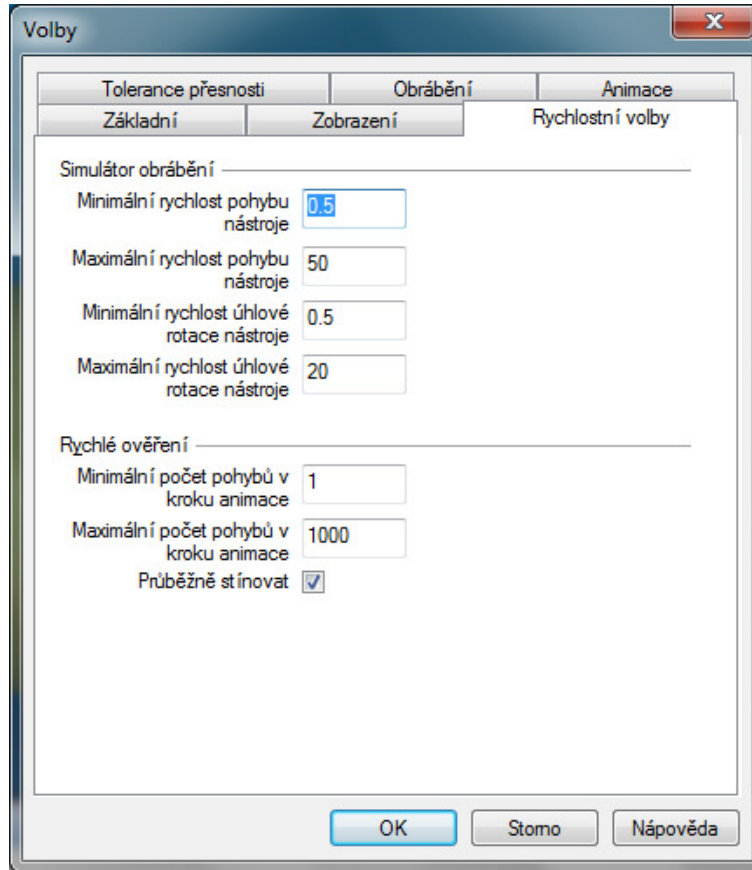 Volby
Tolerance přesnosti Obrábění Animace
Základní Zobrazení Rychlostní volby
Simulátor obrábění
Minimální rychlost pohybu
nástroje
0.5
Maximální rychlost pohybu
nástroje
50
Minimální rychlost úhlové
rotace nástroje
0.5
Maximální rychlost úhlové
rotace nástroje
20
Rychlé ověření
Minimální počet pohybů v
kroku animace
1
Maximální počet pohybů v
kroku animace
1000
Průběžně stínovat
OK Storno Nápověda